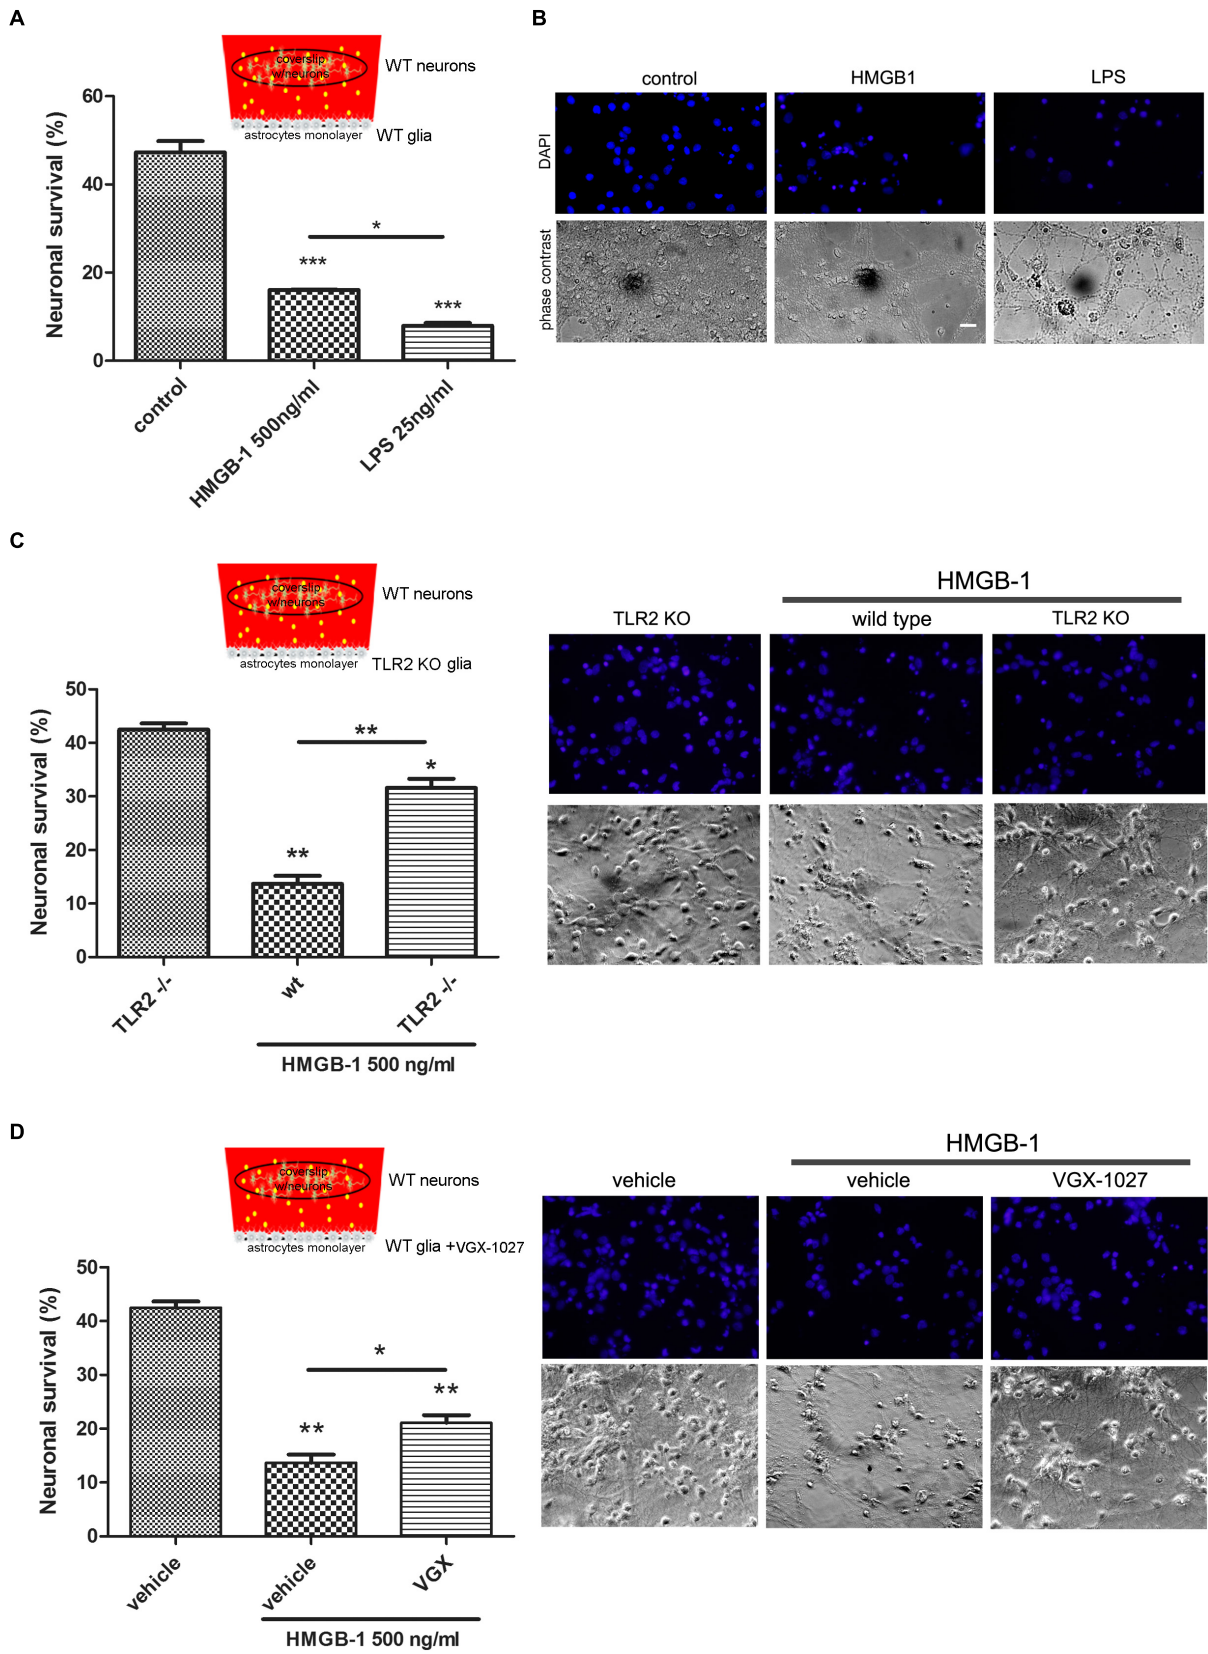 A
coverslip
w/neurons
WT neurons
astrocytes monolayer
WT glia
Neuronal survival (%)
60
40
20
0
***
*
***
control
HMGB-1 500ng/ml
LPS 25ng/ml
B
control
HMGB1
LPS
DAPI
phase contrast
C
coverslip
w/neurons
WT neurons
astrocytes monolayer
TLR2 KO glia
Neuronal survival (%)
50
40
30
20
10
0
**
**
*
TLR2 -/-
wt
TLR2 -/-
HMGB-1 500 ng/ml
HMGB-1
TLR2 KO
wild type
TLR2 KO
D
coverslip
w/neurons
WT neurons
astrocytes monolayer
WT glia +VGX-1027
Neuronal survival (%)
50
40
30
20
10
0
**
*
**
vehicle
vehicle
VGX
HMGB-1 500 ng/ml
HMGB-1
vehicle
vehicle
VGX-1027